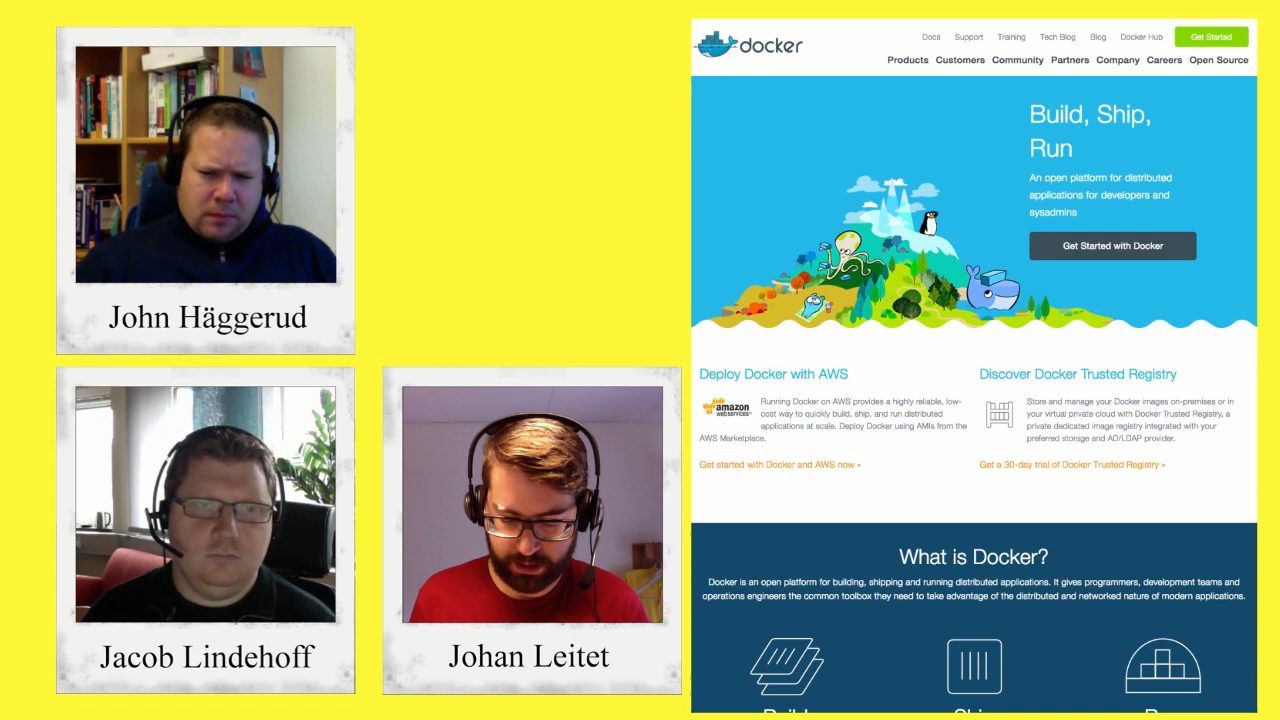 John Häggerud
Jacob Lindehoff
Johan Leitet
docker
Docs Support Training Tech Blog Blog Docker Hub Get Started
Products Customers Community Partners Company Careers Open Source
Build, Ship,
Run
An open platform for distributed
applications for developers and
sysadmins
Get Started with Docker
Deploy Docker with AWS
amazon
webservices™
Running Docker on AWS provides a highly reliable, low-
cost way to quickly build, ship, and run distributed
applications at scale. Deploy Docker using AMIs from the
AWS Marketplace.
Get started with Docker and AWS now »
Discover Docker Trusted Registry
Store and manage your Docker images on-premises or in
your virtual private cloud with Docker Trusted Registry, a
private dedicated image registry integrated with your
preferred storage and AD/LDAP provider.
Get a 30-day trial of Docker Trusted Registry »
What is Docker?
Docker is an open platform for building, shipping and running distributed applications. It gives programmers, development teams and
operations engineers the common toolbox they need to take advantage of the distributed and networked nature of modern applications.